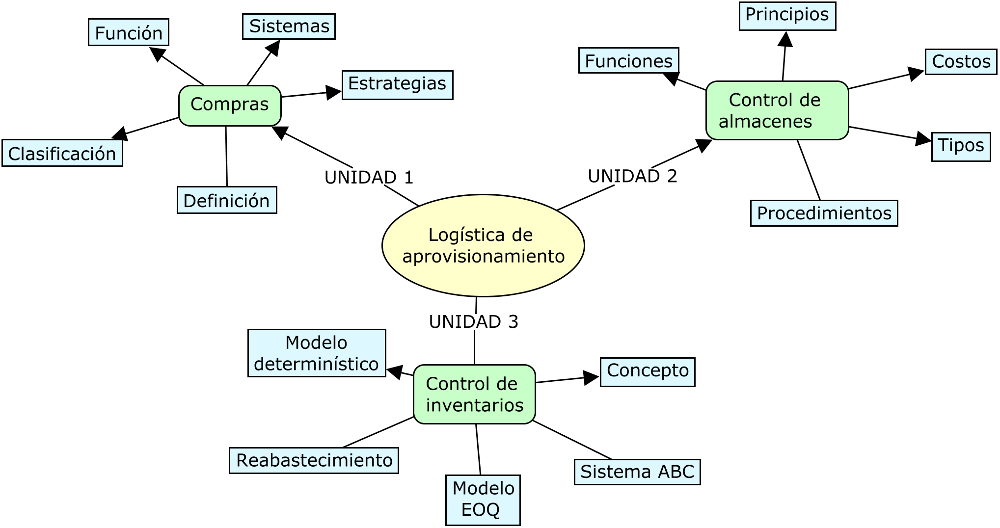 Función
Sistemas
Estrategias
Compras
Clasificación
Definición
UNIDAD 1
Principios
Funciones
Costos
Control de
almacenes
Tipos
Procedimientos
UNIDAD 2
Logística de
aprovisionamiento
UNIDAD 3
Modelo
determinístico
Control de
inventarios
Concepto
Reabastecimiento
Modelo
EOQ
Sistema ABC